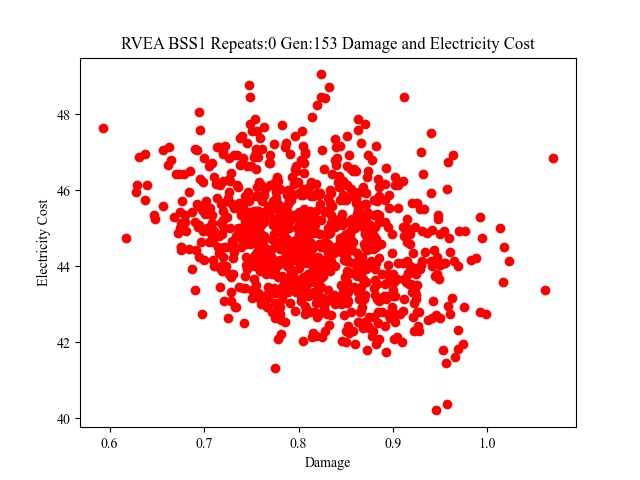 RVEA BSS1 Repeats:0 Gen:153 Damage and Electricity Cost
48
46
44
42
40
Electricity Cost
0.6 0.7 0.8 0.9 1.0
Damage